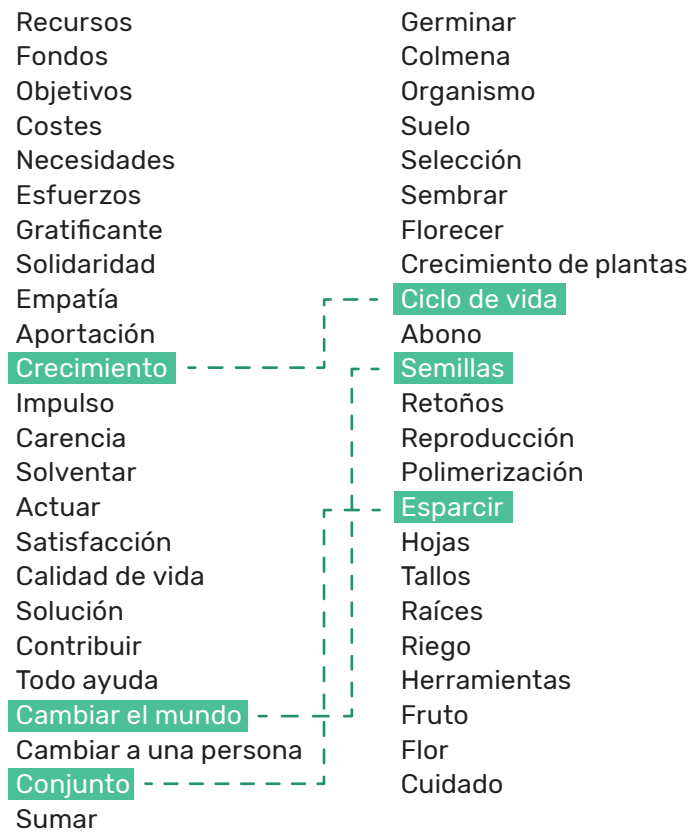 Recursos
Fondos
Objetivos
Costes
Necesidades
Esfuerzos
Gratificante
Solidaridad
Empatía
Aportación
Crecimiento
Impulso
Carencia
Solventar
Actuar
Satisfacción
Calidad de vida
Solución
Contribuir
Todo ayuda
Cambiar el mundo
Cambiar a una persona
Conjunto
Sumar
Germinar
Colmena
Organismo
Suelo
Selección
Sembrar
Florecer
Crecimiento de plantas
Ciclo de vida
Abono
Semillas
Retoños
Reproducción
Polimerización
Esparcir
Hojas
Tallos
Raíces
Riego
Herramientas
Fruto
Flor
Cuidado